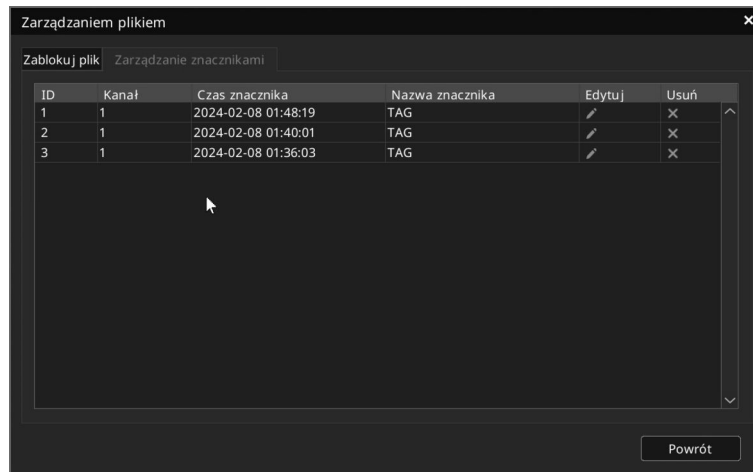 Zarządzaniem plikiem
Zablokuj plik Zarządzanie znacznikami
ID Kanał Czas znacznika Nazwa znacznika Edytuj Usuń
1 1 2024-02-08 01:48:19 TAG
2 1 2024-02-08 01:40:01 TAG
3 1 2024-02-08 01:36:03 TAG
Powrót